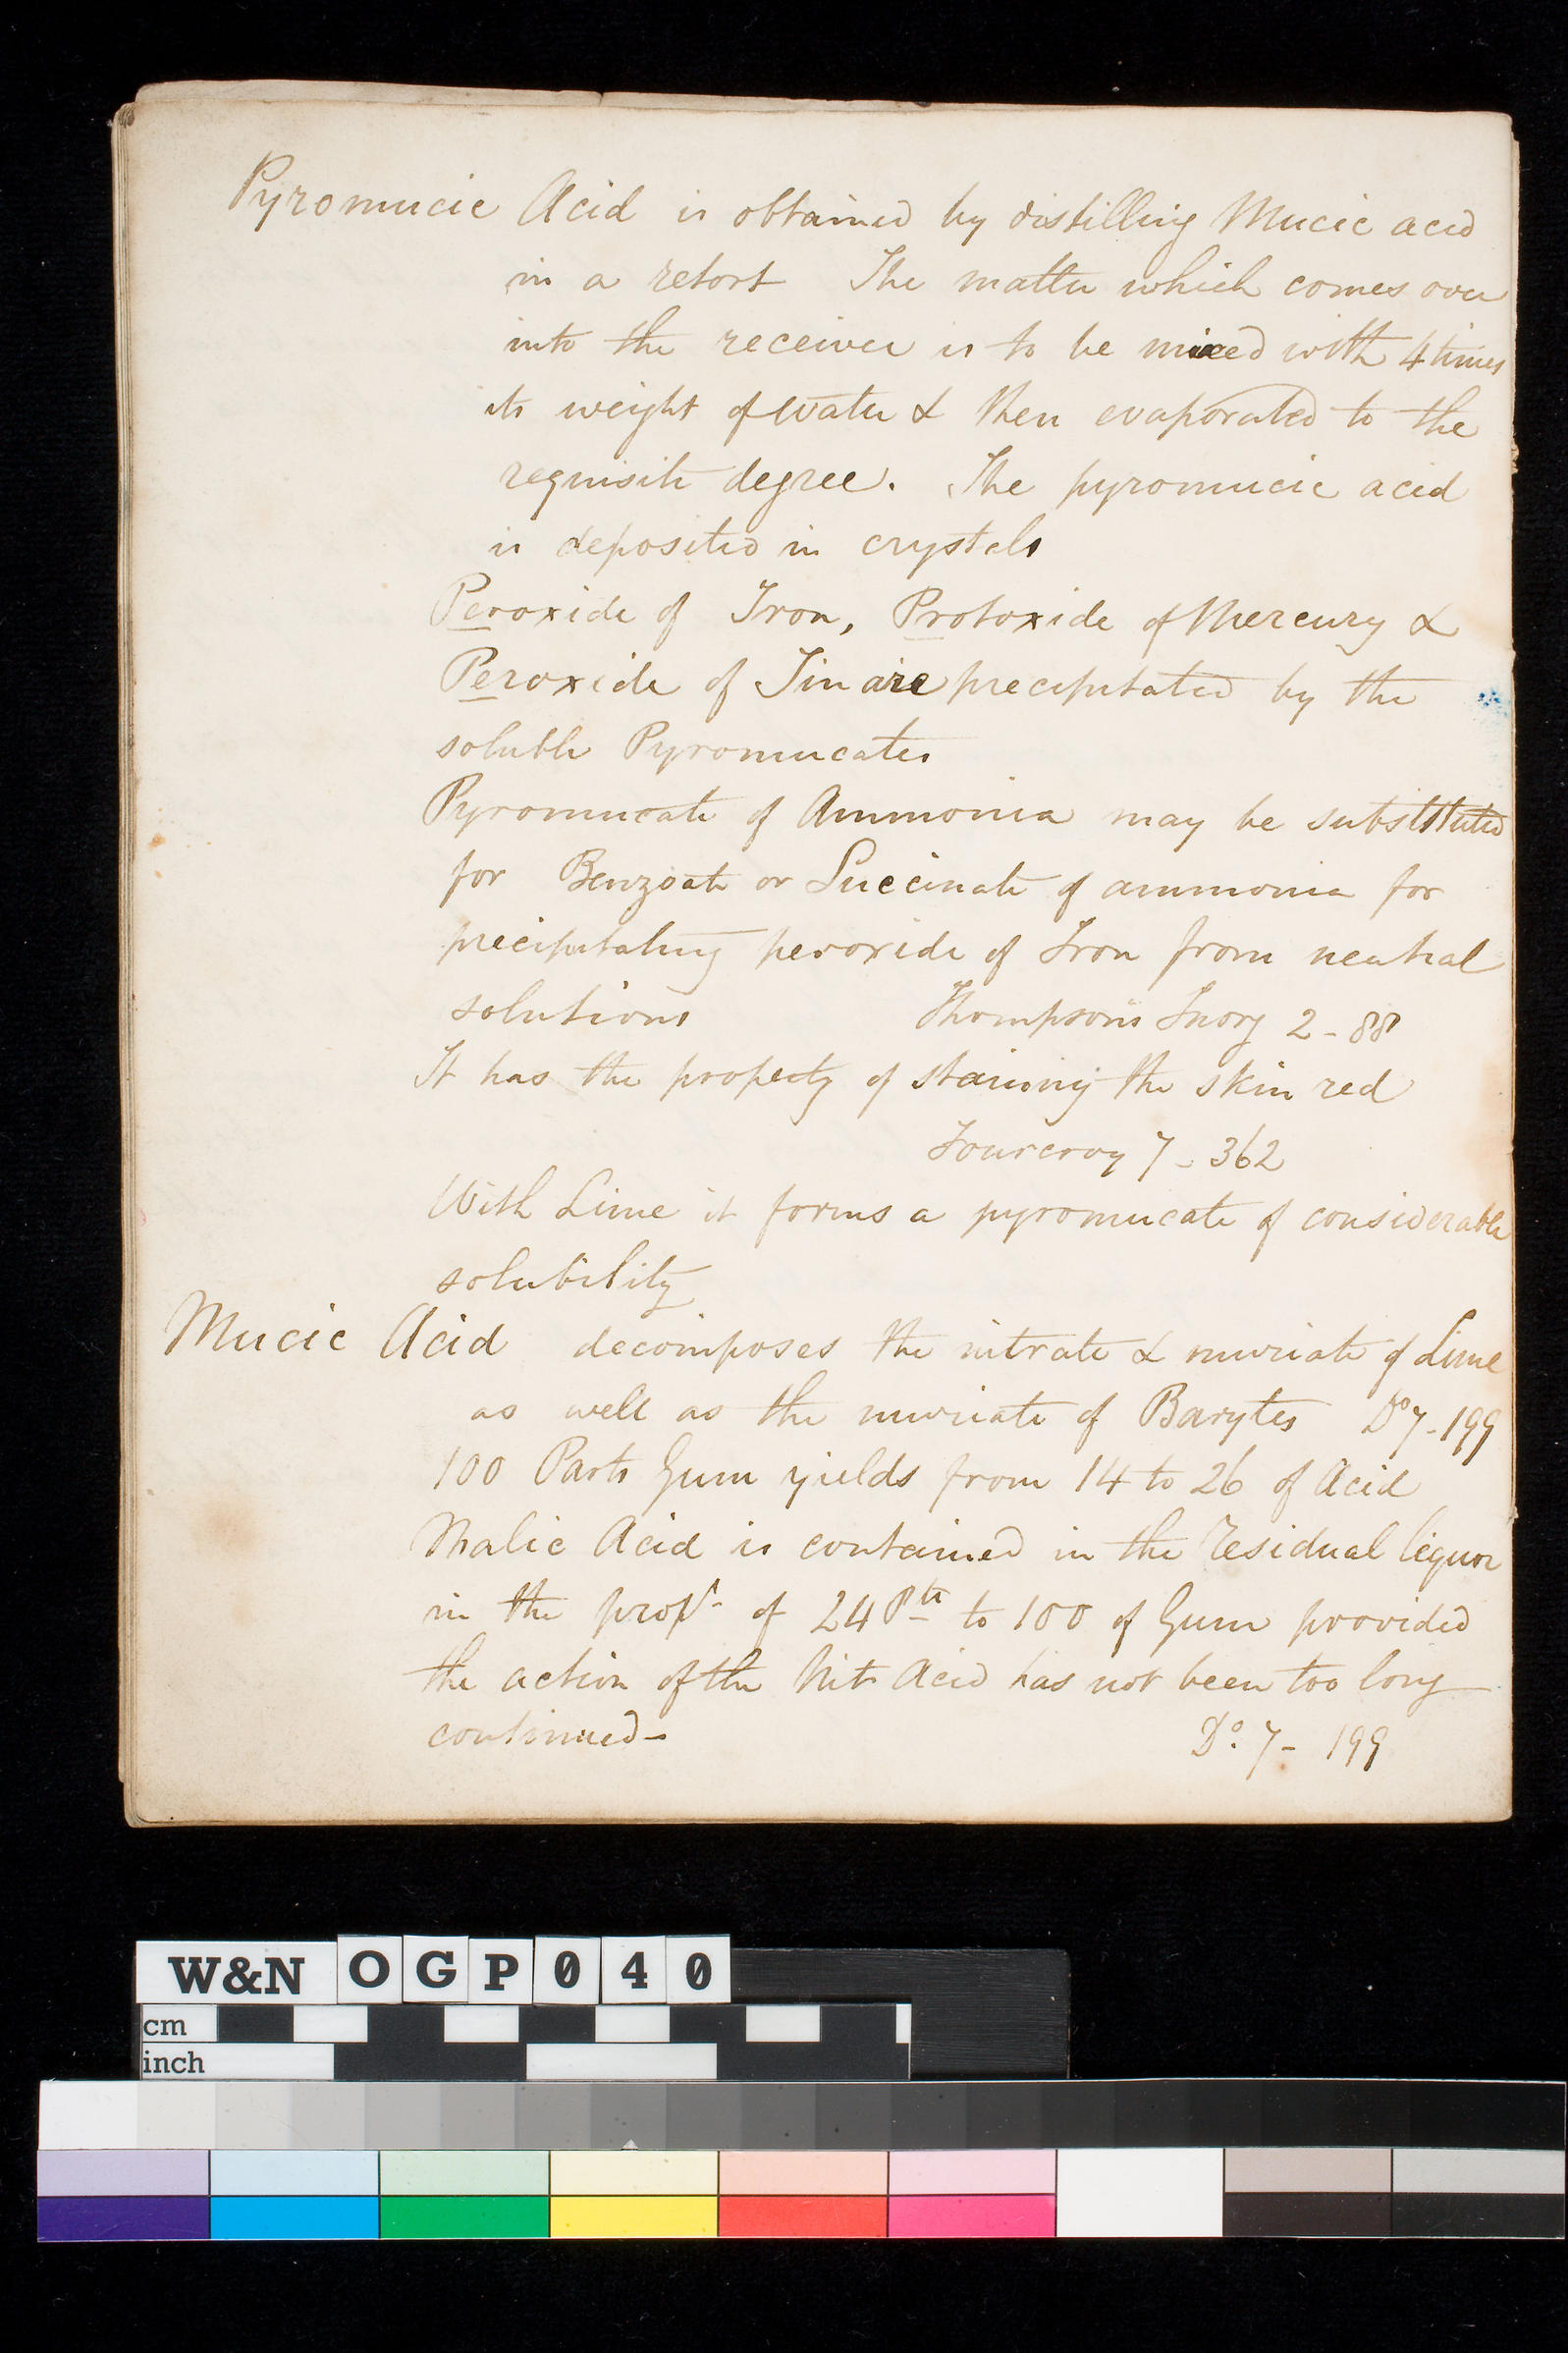 Pyromucic Acid is obtained by distilling Mucic acid
in a retort The matter which comes over
into the receiver is to be mixed with 4 times
its weight of water & then evaporated to the
requisite degree. The pyromucic acid
is deposited in crystals
Peroxide of Iron, Protoxide of Mercury &
Peroxide of Tin are precipitated by the
soluble Pyromucates
Pyromucate of Ammonia may be substituted
for Benzoate or Succinate of ammonia for
precipitating peroxide of Iron from neutral
solutions Thompson's Inorg 2-88
It has the property of staining the skin red
Fourcroy 7-362
With Lime it forms a pyromucate of considerable
solubility
Mucic Acid decomposes the nitrate & muriate of Lime
as well as the muriate of Barytes Do 7-199
100 Parts Gum yields from 14 to 26 of Acid
Malic Acid is contained in the residual liquor
in the propn of 24 Pts to 100 of Gum provided
the action of the Nit Acid has not been too long
continued- Do. 7- 199
W&N OGP040
cm
inch